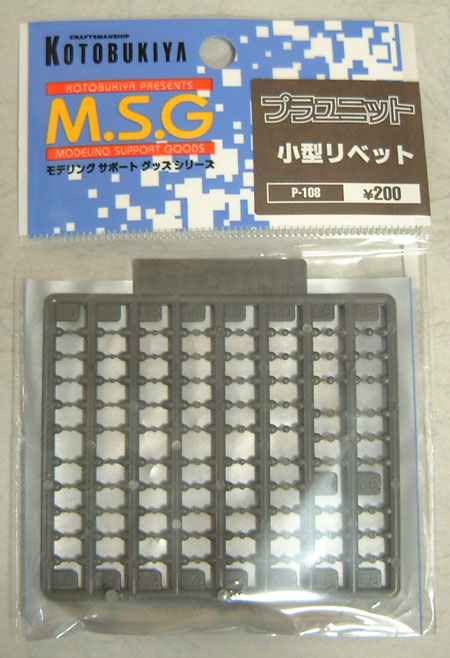 CRAFTSMANSHIP
KOTOBUKIYA
KOTOBUKIYA PRESENTS
M.S.G
MODELING SUPPORT GOODS
モデリング サポート グッズ シリーズ
プラユニット
小型リベット
P-108
¥200